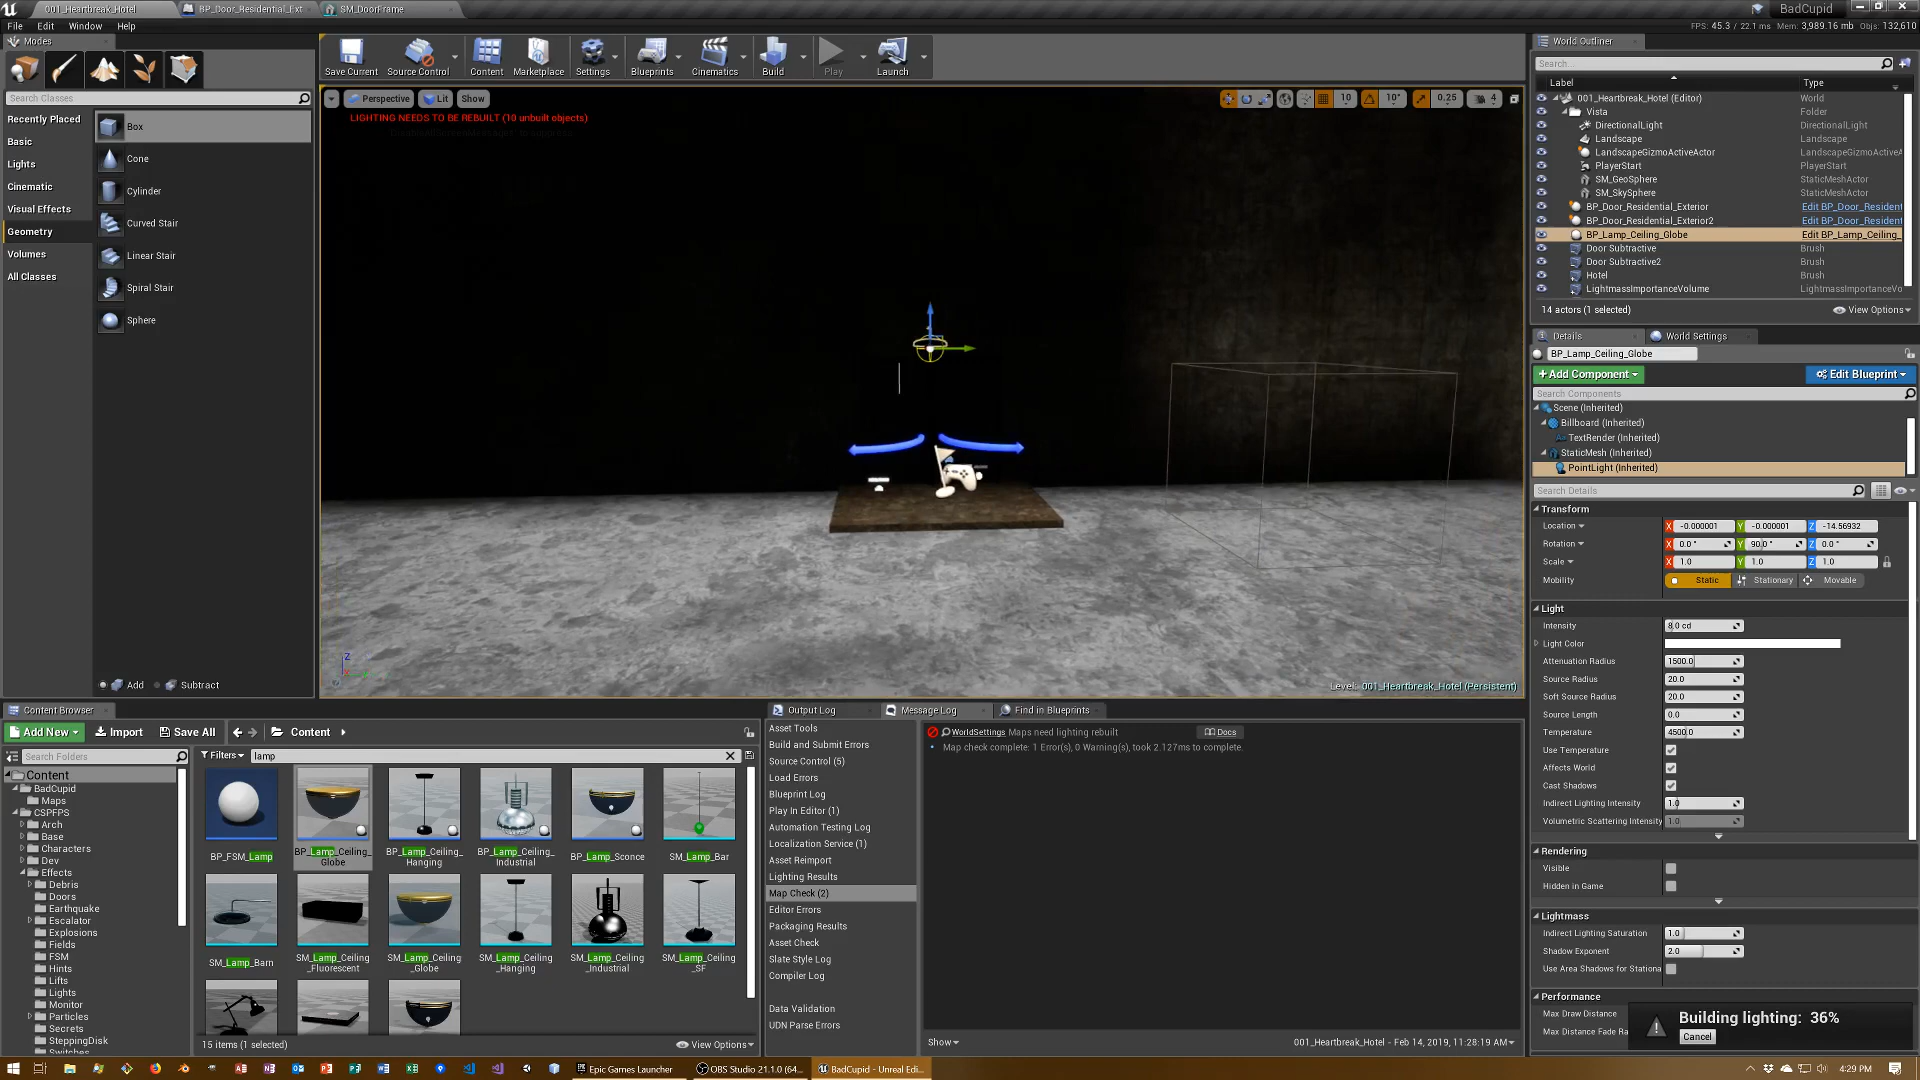 001_Heartbreak_Hotel
BP_Door_Residential_Ext
SM_DoorFrame
BadCupid
File Edit Window Help
FPS: 45.3 / 22.1 ms Mem: 3,989.16 mb Objs: 132,610
Modes
Search Classes
Recently Placed
Basic
Lights
Cinematic
Visual Effects
Geometry
Volumes
All Classes
Box
Cone
Cylinder
Curved Stair
Linear Stair
Spiral Stair
Sphere
Add Subtract
Save Current
Source Control
Content
Marketplace
Settings
Blueprints
Cinematics
Build
Play
Launch
Perspective Lit Show
10 10° 0.25 4
LIGHTING NEEDS TO BE REBUILT (10 unbuilt objects)
Z
Level: 001_Heartbreak_Hotel (Persistent)
World Outliner
Search...
Label Type
001_Heartbreak_Hotel (Editor) World
Vista Folder
DirectionalLight DirectionalLight
Landscape Landscape
LandscapeGizmoActiveActor LandscapeGizmoActiveA
PlayerStart PlayerStart
SM_GeoSphere StaticMeshActor
SM_SkySphere StaticMeshActor
BP_Door_Residential_Exterior Edit BP_Door_Resident
BP_Door_Residential_Exterior2 Edit BP_Door_Resident
BP_Lamp_Ceiling_Globe Edit BP_Lamp_Ceiling_
Door Subtractive Brush
Door Subtractive2 Brush
Hotel Brush
LightmassImportanceVolume LightmassImportanceVo
14 actors (1 selected) View Options
Details World Settings
BP_Lamp_Ceiling_Globe
+Add Component Edit Blueprint
Search Components
Scene (Inherited)
Billboard (Inherited)
TextRender (Inherited)
StaticMesh (Inherited)
PointLight (Inherited)
Search Details
Transform
Location X -0.000001 Y -0.000001 Z -14.56932
Rotation X 0.0 ° Y 90.0 ° Z 0.0 °
Scale X 1.0 Y 1.0 Z 1.0
Mobility Static Stationary Movable
Light
Intensity 8.0 cd
Light Color
Attenuation Radius 1500.0
Source Radius 20.0
Soft Source Radius 20.0
Source Length 0.0
Temperature 4500.0
Use Temperature
Affects World
Cast Shadows
Indirect Lighting Intensity 1.0
Volumetric Scattering Intensity 1.0
Rendering
Visible
Hidden in Game
Lightmass
Indirect Lighting Saturation 1.0
Shadow Exponent 2.0
Use Area Shadows for Stationa
Performance
Max Draw Distance
Max Distance Fade Ra
Building lighting: 36%
Cancel
Content Browser
Add New Import Save All Content
Search Folders
Filters lamp
Content
BadCupid
Maps
CSPFPS
Arch
Base
Characters
Dev
Effects
Debris
Doors
Earthquake
Escalator
Explosions
Fields
FSM
Hints
Lifts
Lights
Monitor
Particles
Secrets
SteppingDisk
Switches
BP_FSM_Lamp
BP_Lamp_Ceiling_Globe
BP_Lamp_Ceiling_Hanging
BP_Lamp_Ceiling_Industrial
BP_Lamp_Sconce
SM_Lamp_Bar
SM_Lamp_Barn
SM_Lamp_Ceiling_Fluorescent
SM_Lamp_Ceiling_Globe
SM_Lamp_Ceiling_Hanging
SM_Lamp_Ceiling_Industrial
SM_Lamp_Ceiling_SF
15 items (1 selected) View Options
Output Log Message Log Find in Blueprints
Asset Tools
Build and Submit Errors
Source Control (5)
Load Errors
Blueprint Log
Play In Editor (1)
Automation Testing Log
Localization Service (1)
Asset Reimport
Lighting Results
Map Check (2)
Editor Errors
Packaging Results
Asset Check
Slate Style Log
Compiler Log
Data Validation
UDN Parse Errors
WorldSettings Maps need lighting rebuilt Docs
Map check complete: 1 Error(s), 0 Warning(s), took 2.127ms to complete.
Show
001_Heartbreak_Hotel - Feb 14, 2019, 11:28:19 AM
Epic Games Launcher
OBS Studio 21.1.0 (64...
BadCupid - Unreal Edi...
4:29 PM